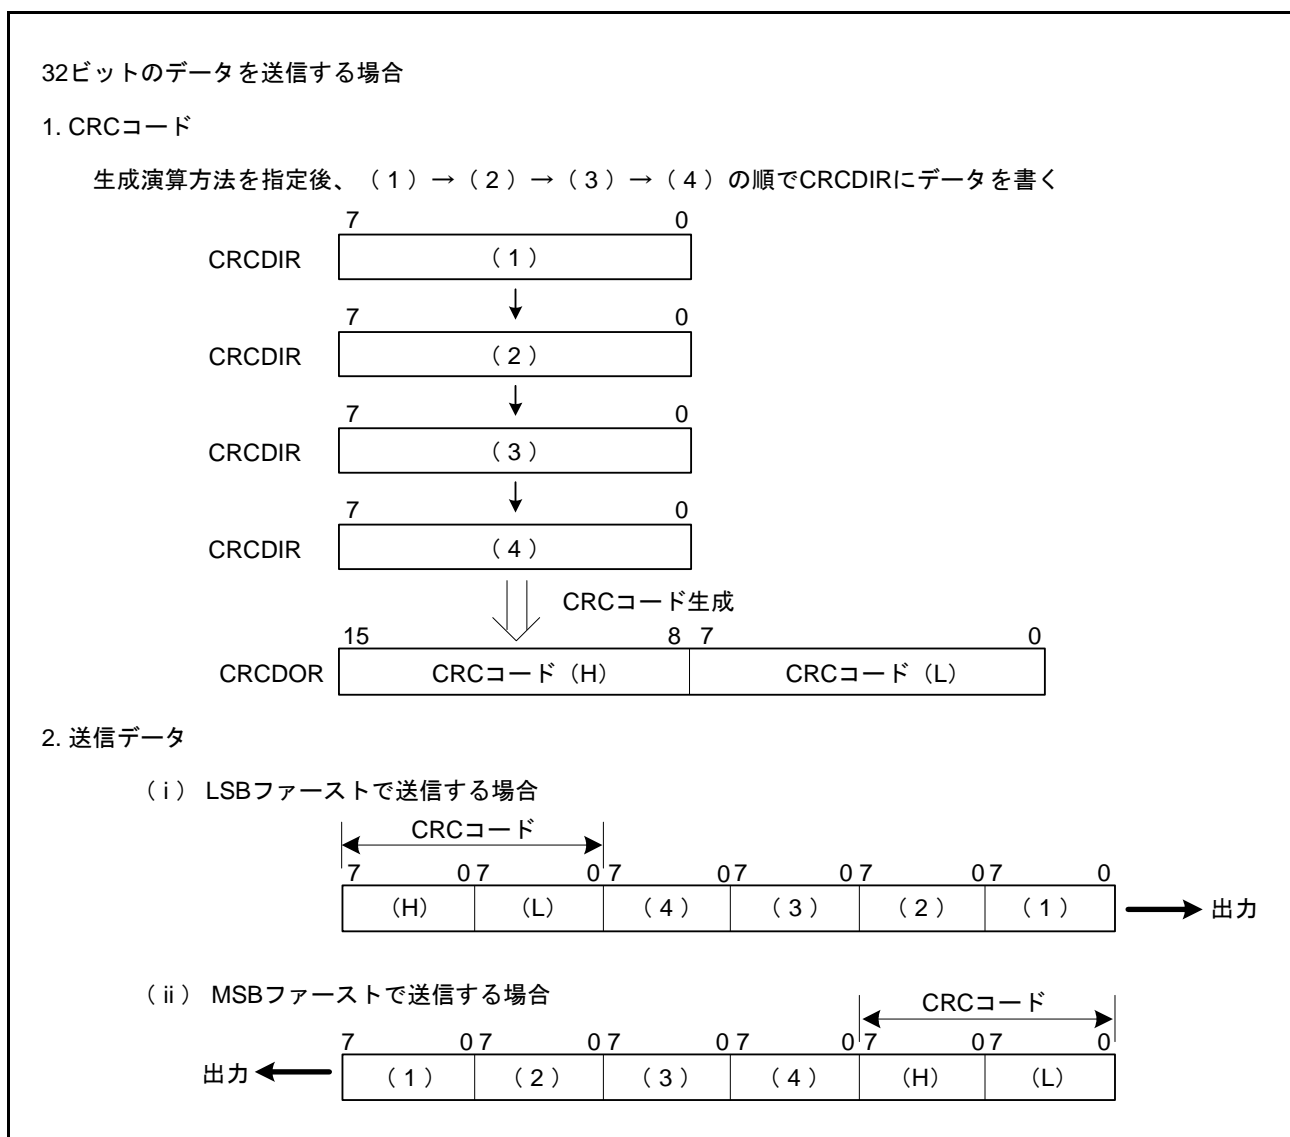 32ビットのデータを送信する場合
1. CRCコード
生成演算方法を指定後、（1）→（2）→（3）→（4）の順でCRCDIRにデータを書く
7 0
CRCDIR （1）
7 0
CRCDIR （2）
7 0
CRCDIR （3）
7 0
CRCDIR （4）
CRCコード生成
15 8 7 0
CRCDOR CRCコード（H） CRCコード（L）
2. 送信データ
（i） LSBファーストで送信する場合
CRCコード
7 0 7 0 7 0 7 0 7 0 7 0
（H） （L） （4） （3） （2） （1） 出力
（ii） MSBファーストで送信する場合
CRCコード
7 0 7 0 7 0 7 0 7 0 7 0
出力 （1） （2） （3） （4） （H） （L）